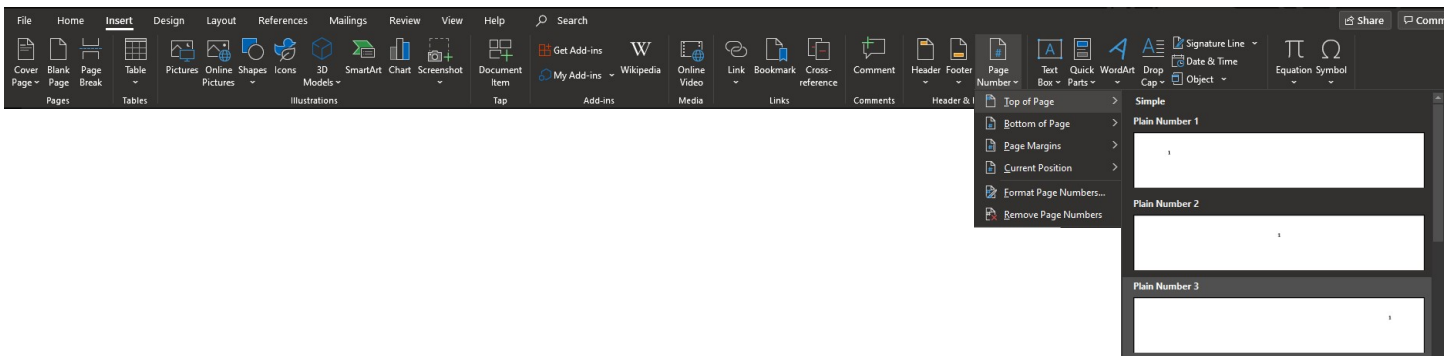 File Home Insert Design Layout References Mailings Review View Help Search Share Comm
Cover Page Blank Page Page Break Table Pictures Online Pictures Shapes Icons 3D Models SmartArt Chart Screenshot Document Item Get Add-ins My Add-ins Wikipedia Online Video Link Bookmark Cross-reference Comment Header Footer Page Number Text Box Quick Parts WordArt Drop Cap Signature Line Date & Time Object Equation Symbol
Pages Tables Illustrations Tap Add-ins Media Links Comments Header &
Top of Page
Bottom of Page
Page Margins
Current Position
Format Page Numbers...
Remove Page Numbers
Simple
Plain Number 1
1
Plain Number 2
1
Plain Number 3
1